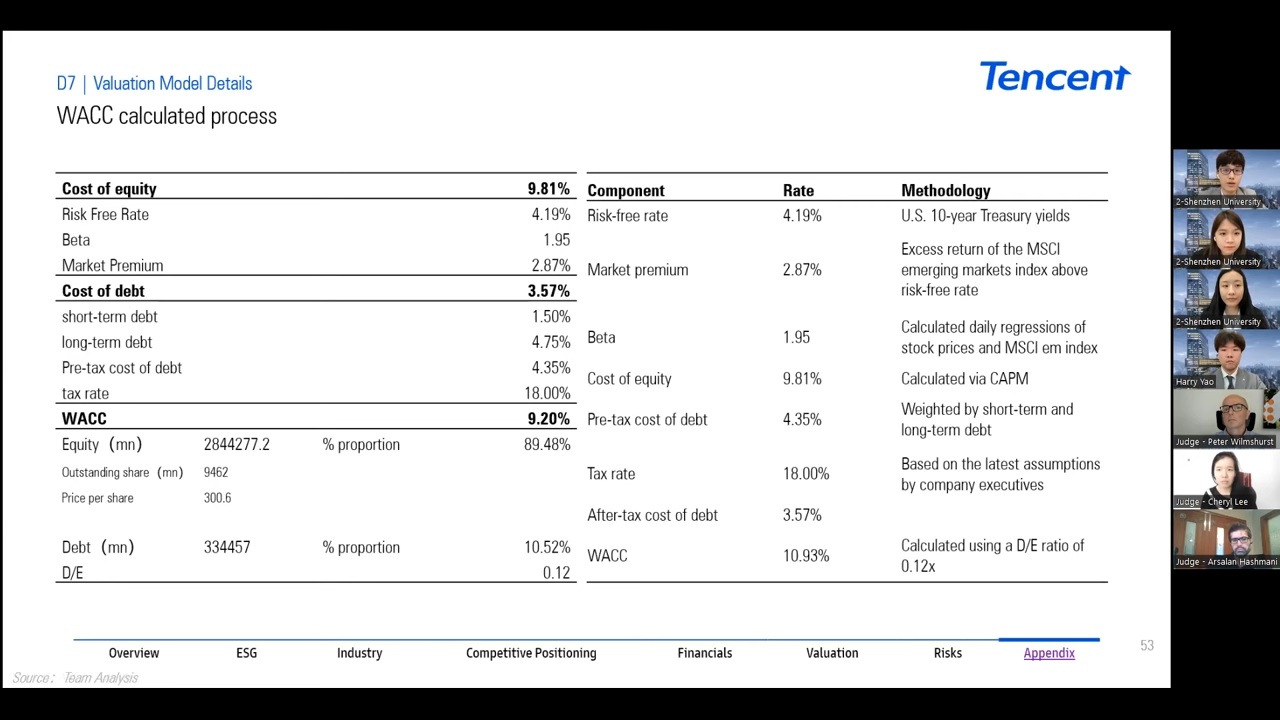 D7 | Valuation Model Details
Tencent
WACC calculated process
Cost of equity 9.81%
Risk Free Rate 4.19%
Beta 1.95
Market Premium 2.87%
Cost of debt 3.57%
short-term debt 1.50%
long-term debt 4.75%
Pre-tax cost of debt 4.35%
tax rate 18.00%
WACC 9.20%
Equity (mn) 2844277.2 % proportion 89.48%
Outstanding share (mn) 9462
Price per share 300.6
Debt (mn) 334457 % proportion 10.52%
D/E 0.12
Component Rate Methodology
Risk-free rate 4.19% U.S. 10-year Treasury yields
Excess return of the MSCI
Market premium 2.87% emerging markets index above
risk-free rate
Calculated daily regressions of
Beta 1.95
stock prices and MSCI em index
Cost of equity 9.81% Calculated via CAPM
Weighted by short-term and
Pre-tax cost of debt 4.35%
long-term debt
Based on the latest assumptions
Tax rate 18.00%
by company executives
After-tax cost of debt 3.57%
Calculated using a D/E ratio of
WACC 10.93%
0.12x
Overview ESG Industry Competitive Positioning Financials Valuation Risks Appendix
53
Source: Team Analysis
2-Shenzhen University
2-Shenzhen University
2-Shenzhen University
Harry Yao
Judge - Peter Wilmshurst
Judge - Cheryl Lee
Judge - Arsalan Hashmani